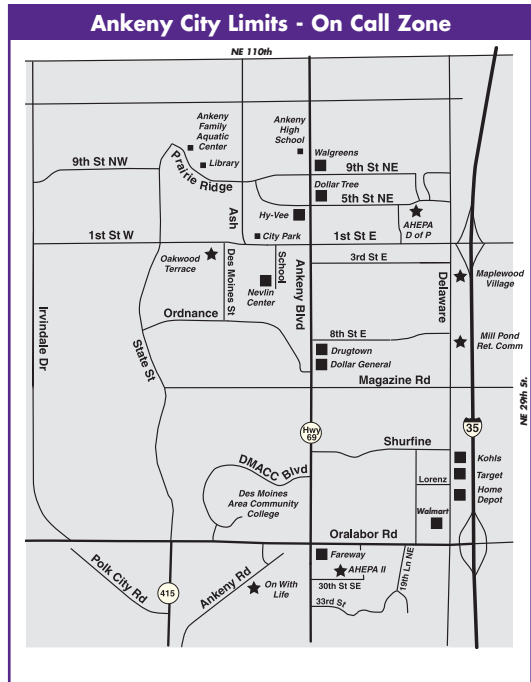 Ankeny City Limits - On Call Zone
NE 110th
Ankeny
Family
Aquatic
Center
Ankeny
High
School
Walgreens
9th St NW
Library
9th St NE
Prairie Ridge
Dollar Tree
5th St NE
Ash
Hy-Vee
AHEPA
D of P
City Park
1st St W
1st St E
Oakwood
Terrace
Des Moines St
School
Nevlin
Center
Ankeny Blvd
3rd St E
Delaware
Maplewood
Village
Irvindale Dr
Ordnance
State St
8th St E
Drugtown
Dollar General
Mill Pond
Ret. Comm
Magazine Rd
NE 29th St.
Hwy
69
35
Shurfine
DMACC Blvd
Kohls
Lorenz
Target
Des Moines
Area Community
College
Home
Depot
Walmart
Oralabor Rd
Polk City Rd
415
Ankeny Rd
On With
Life
Fareway
AHEPA II
30th St SE
19th Ln NE
33rd St